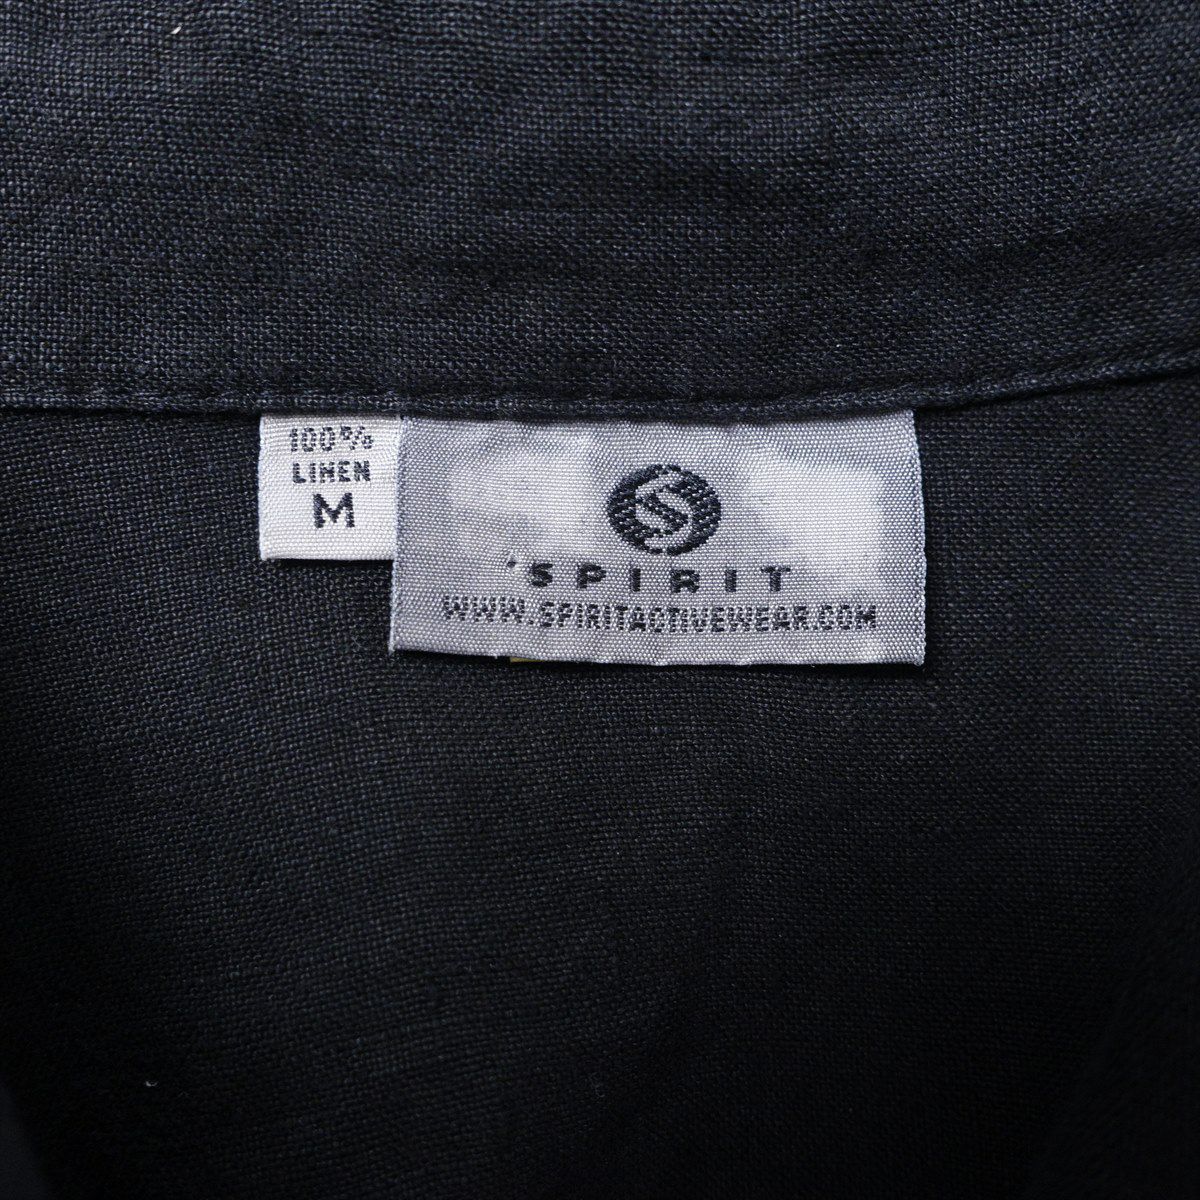 100%
LINEN
M
S
SPIRIT
WWW.SPIRITACTIVEWEAR.COM